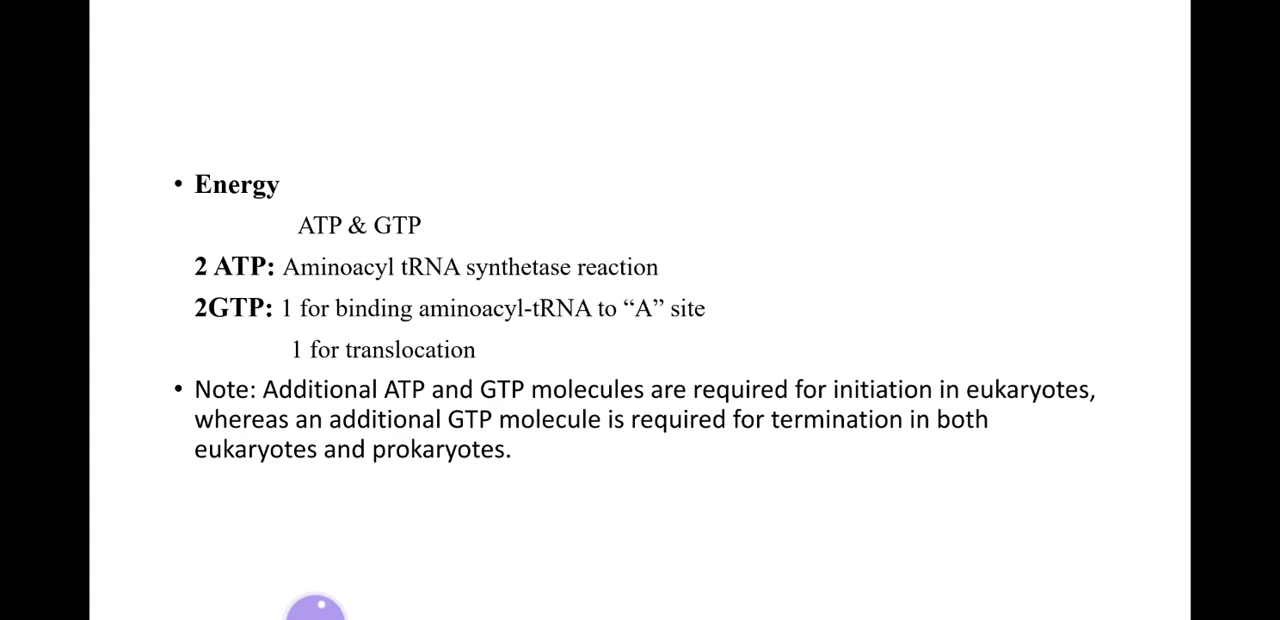 • Energy
ATP & GTP
2 ATP: Aminoacyl tRNA synthetase reaction
2GTP: 1 for binding aminoacyl-tRNA to “A” site
1 for translocation
• Note: Additional ATP and GTP molecules are required for initiation in eukaryotes,
whereas an additional GTP molecule is required for termination in both
eukaryotes and prokaryotes.